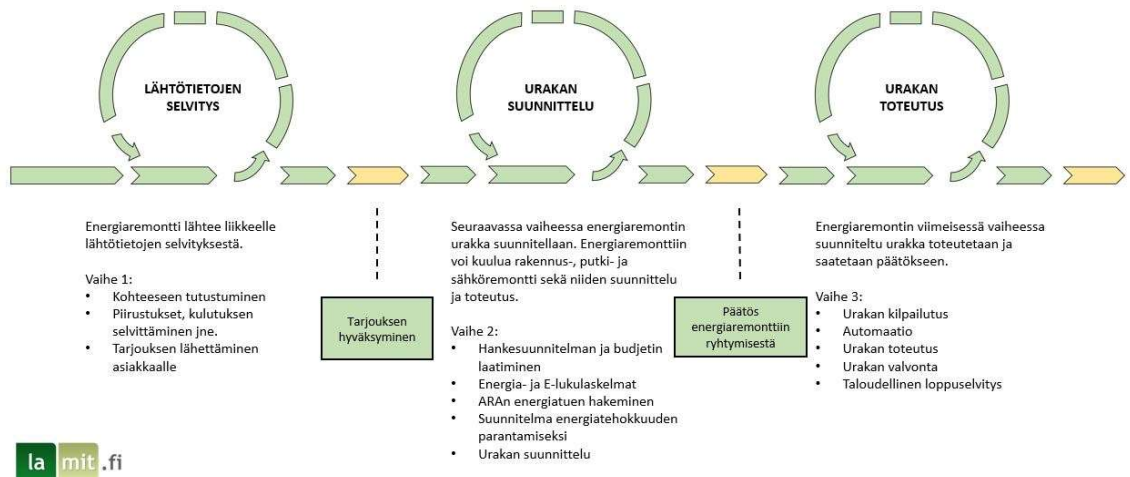 LÄHTÖTIETOJEN
SELVITYS
URAKAN
SUUNNITTELU
URAKAN
TOTEUTUS
Energiaremontti lähtee liikkeelle
lähtötietojen selvityksestä.
Vaihe 1:
• Kohteeseen tutustuminen
• Piirustukset, kulutuksen
selvittäminen jne.
• Tarjouksen lähettäminen
asiakkaalle
Tarjouksen
hyväksyminen
Seuraavassa vaiheessa energiaremontin
urakka suunnitellaan. Energiaremonttiin
voi kuulua rakennus-, putki- ja
sähköremontti sekä niiden suunnittelu
ja toteutus.
Vaihe 2:
• Hankesuunnitelman ja budjetin
laatiminen
• Energia- ja E-lukulaskelmat
• ARAn energiatuen hakeminen
• Suunnitelma energiatehokkuuden
parantamiseksi
• Urakan suunnittelu
Päätös
energiaremonttiin
ryhtymisestä
Energiaremontin viimeisessä vaiheessa
suunniteltu urakka toteutetaan ja
saatetaan päätökseen.
Vaihe 3:
• Urakan kilpailutus
• Automaatio
• Urakan toteutus
• Urakan valvonta
• Taloudellinen loppuselvitys
la mit .fi